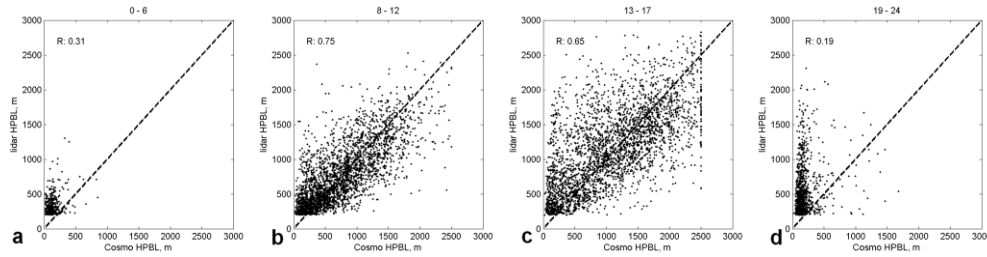 0 - 6
R: 0.31
3000
2500
2000
1500
1000
500
0
lidar HPBL, m
0 500 1000 1500 2000 2500 3000
Cosmo HPBL, m
a
8 - 12
R: 0.75
3000
2500
2000
1500
1000
500
0
lidar HPBL, m
0 500 1000 1500 2000 2500 3000
Cosmo HPBL, m
b
13 - 17
R: 0.65
3000
2500
2000
1500
1000
500
0
lidar HPBL, m
0 500 1000 1500 2000 2500 3000
Cosmo HPBL, m
c
19 - 24
R: 0.19
3000
2500
2000
1500
1000
500
0
lidar HPBL, m
0 500 1000 1500 2000 2500 300
Cosmo HPBL, m
d